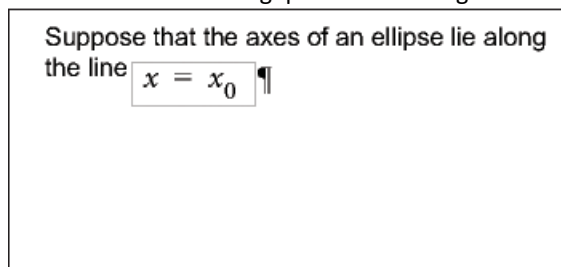 Suppose that the axes of an ellipse lie along
the line x = x₀ ¶